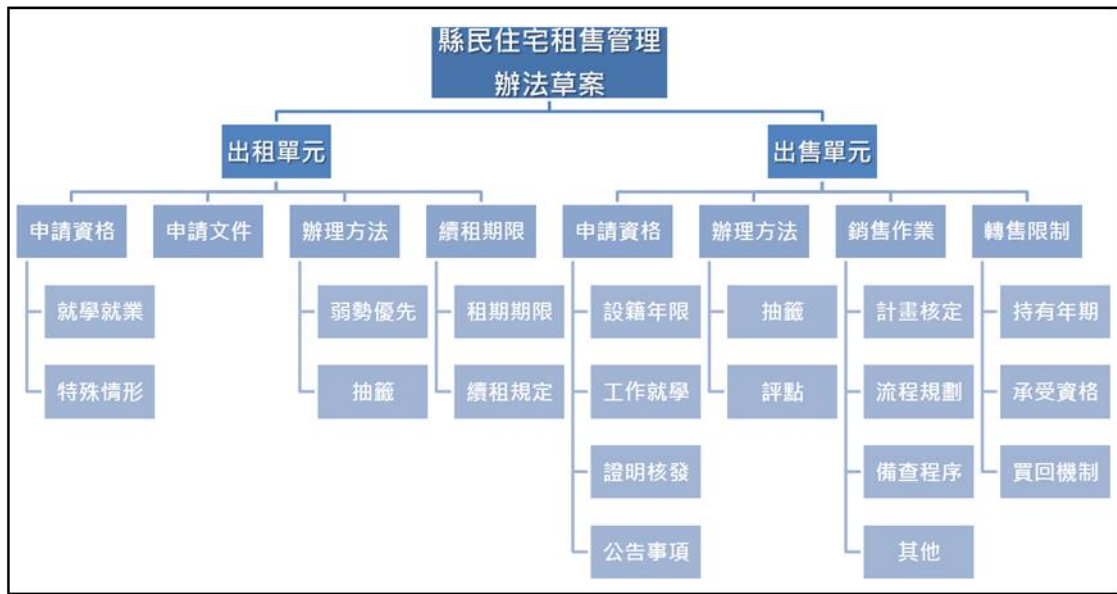 縣民住宅租售管理
辦法草案
出租單元
出售單元
申請資格
申請文件
辦理方法
續租期限
申請資格
辦理方法
銷售作業
轉售限制
就學就業
弱勢優先
租期期限
設籍年限
抽籤
計畫核定
持有年期
特殊情形
抽籤
續租規定
工作就學
評點
流程規劃
承受資格
證明核發
備查程序
買回機制
公告事項
其他